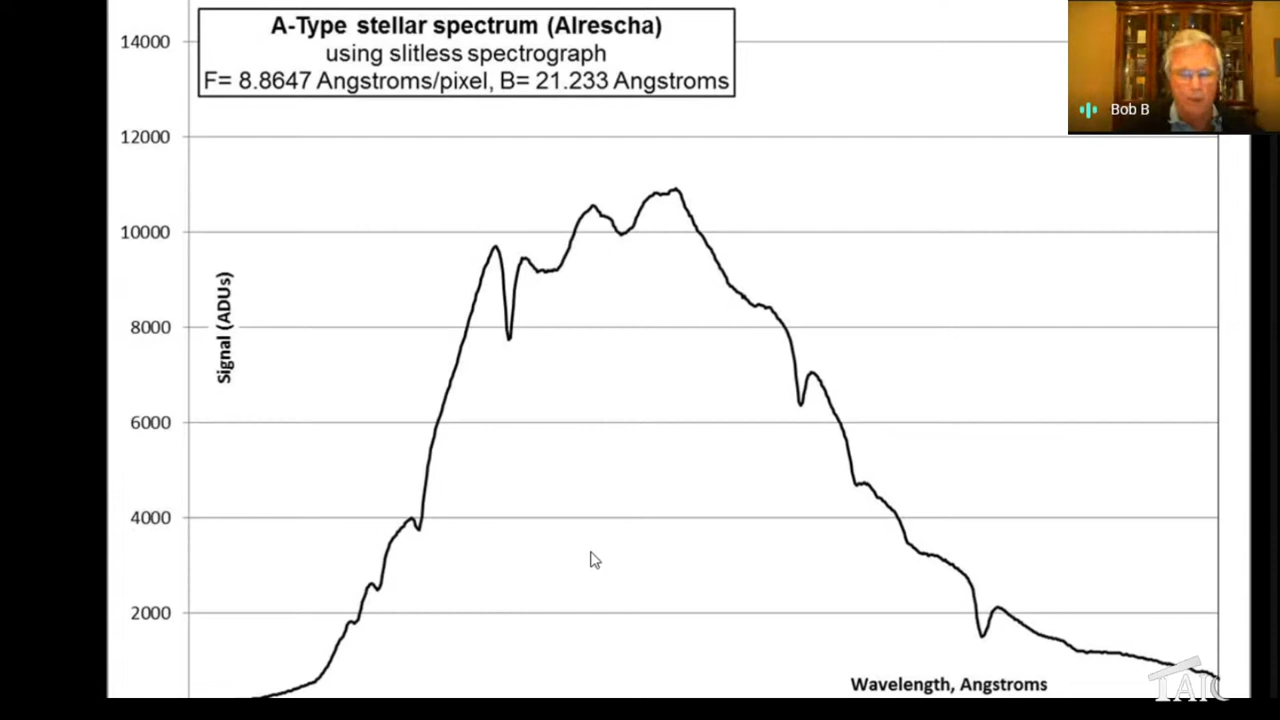 A-Type stellar spectrum (Alrescha)
using slitless spectrograph
F= 8.8647 Angstroms/pixel, B= 21.233 Angstroms
14000
12000
10000
8000
6000
4000
2000
Signal (ADUs)
Wavelength, Angstroms
Bob B
TAIC